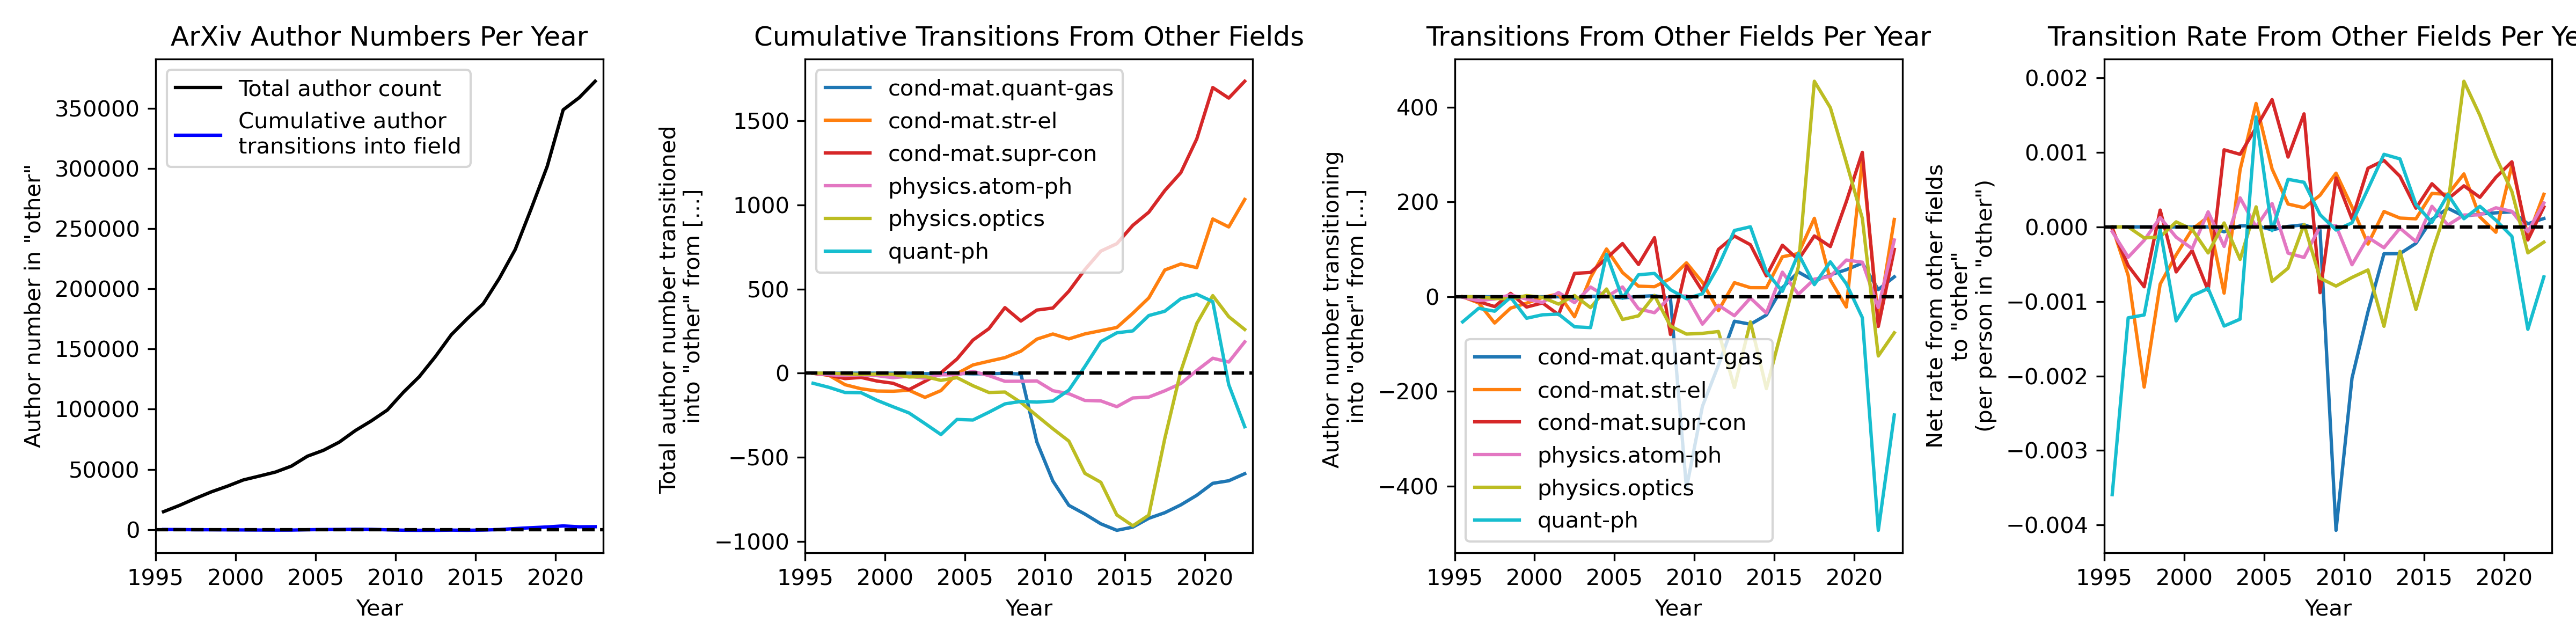 ArXiv Author Numbers Per Year
Author number in "other"
350000
300000
250000
200000
150000
100000
50000
0
Total author count
Cumulative author
transitions into field
1995 2000 2005 2010 2015 2020
Year
Cumulative Transitions From Other Fields
Total author number transitioned
into "other" from [...]
1500
1000
500
0
−500
−1000
cond-mat.quant-gas
cond-mat.str-el
cond-mat.supr-con
physics.atom-ph
physics.optics
quant-ph
1995 2000 2005 2010 2015 2020
Year
Transitions From Other Fields Per Year
Author number transitioning
into "other" from [...]
400
200
0
−200
−400
cond-mat.quant-gas
cond-mat.str-el
cond-mat.supr-con
physics.atom-ph
physics.optics
quant-ph
1995 2000 2005 2010 2015 2020
Year
Transition Rate From Other Fields Per Ye
Net rate from other fields
to "other"
(per person in "other")
0.002
0.001
0.000
−0.001
−0.002
−0.003
−0.004
1995 2000 2005 2010 2015 2020
Year